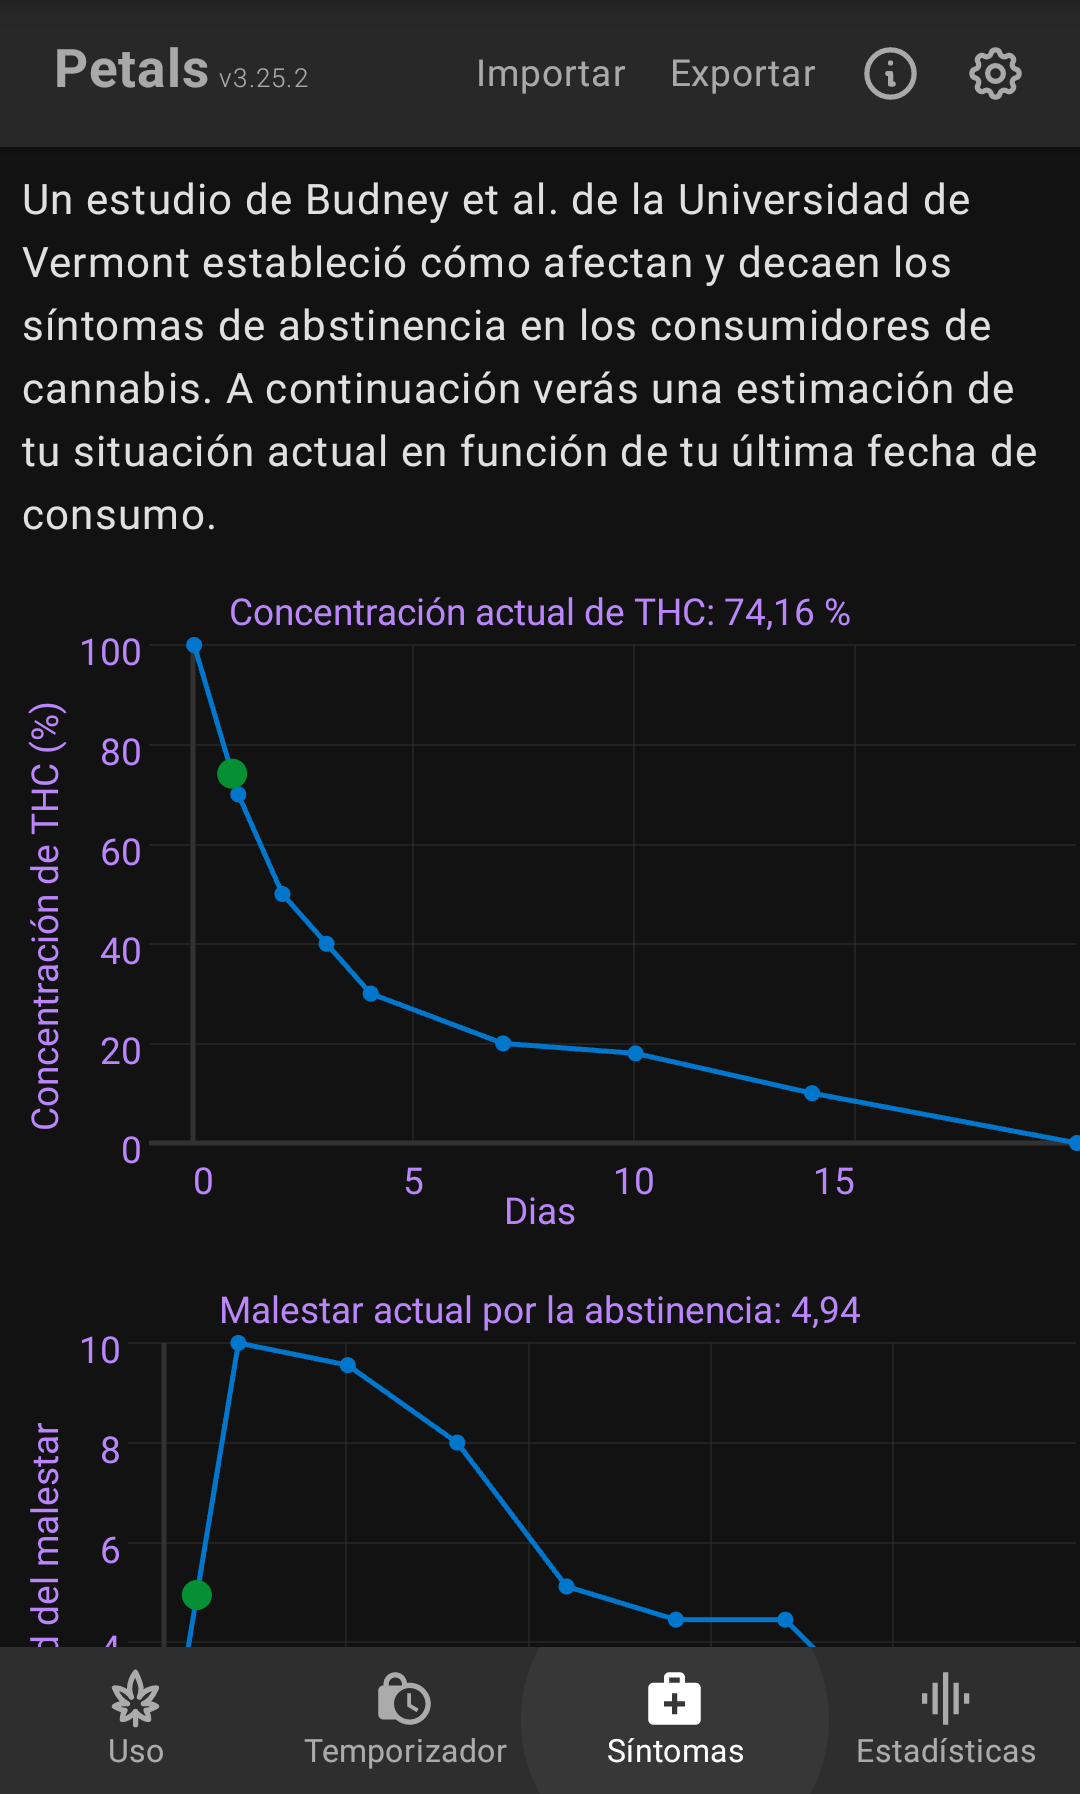 Petals v3.25.2 Importar Exportar
Un estudio de Budney et al. de la Universidad de
Vermont estableció cómo afectan y decaen los
síntomas de abstinencia en los consumidores de
cannabis. A continuación verás una estimación de
tu situación actual en función de tu última fecha de
consumo.
Concentración actual de THC: 74,16 %
Concentración de THC (%)
100
80
60
40
20
0
0 5 10 15
Dias
Malestar actual por la abstinencia: 4,94
del malestar
10
8
6
4
Uso Temporizador Síntomas Estadísticas